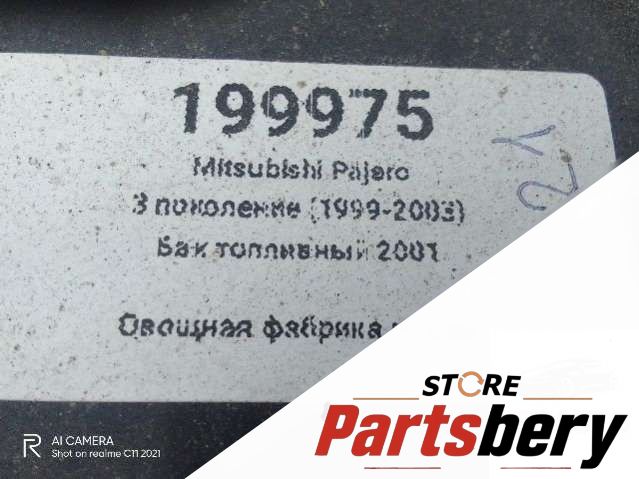 199975
Mitsubishi Pajero
3 поколение (1999-2003)
Бак топливный 2001
Овощная фабрика
STORE
Partsbery
AI CAMERA
Shot on realme C11 2021